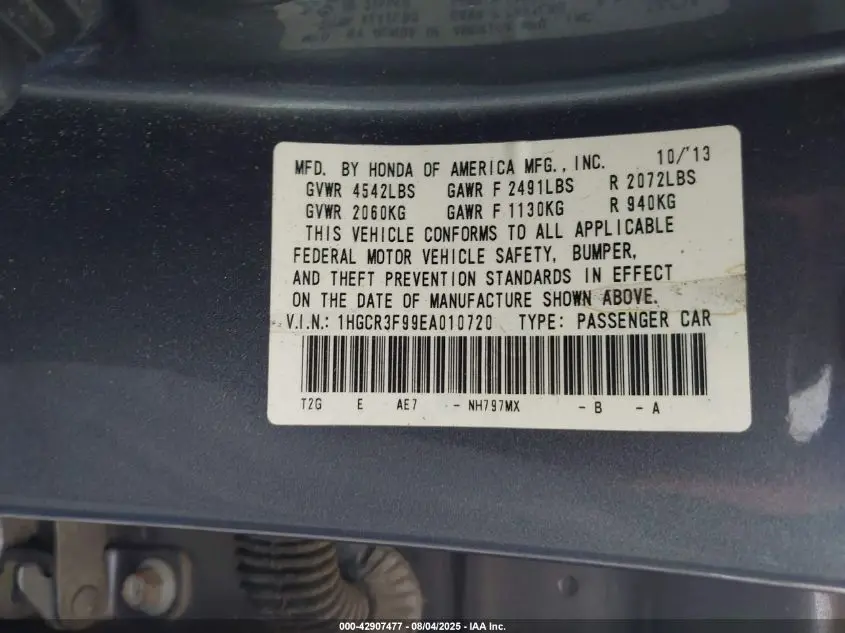 MFD. BY HONDA OF AMERICA MFG., INC. 10/'13
GVWR 4542LBS GAWR F 2491LBS R 2072LBS
GVWR 2060KG GAWR F 1130KG R 940KG
THIS VEHICLE CONFORMS TO ALL APPLICABLE
FEDERAL MOTOR VEHICLE SAFETY, BUMPER,
AND THEFT PREVENTION STANDARDS IN EFFECT
ON THE DATE OF MANUFACTURE SHOWN ABOVE.
V.I.N.: 1HGCR3F99EA010720 TYPE: PASSENGER CAR
T2G E AE7 - NH797MX - B - A
000-42907477 - 08/04/2025 - IAA Inc.